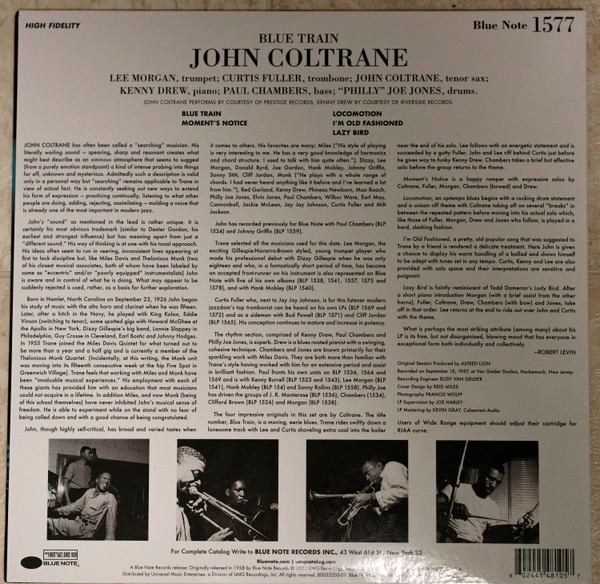 HIGH FIDELITY
Blue Note 1577
BLUE TRAIN
JOHN COLTRANE
LEE MORGAN, trumpet; CURTIS FULLER, trombone; JOHN COLTRANE, tenor sax;
KENNY DREW, piano; PAUL CHAMBERS, bass; "PHILLY" JOE JONES, drums.
JOHN COLTRANE PERFORMS BY COURTESY OF PRESTIGE RECORDS, KENNY DREW BY COURTESY OF RIVERSIDE RECORDS.
BLUE TRAIN
MOMENT'S NOTICE
LOCOMOTION
I'M OLD FASHIONED
LAZY BIRD
JOHN COLTRANE has often been called a "searching" musician. His
literally wailing sound – spearing, sharp and resonant creates what
might best describe as an ominous atmosphere that seems to suggest
(from a purely emotion standpoint) a kind of intense probing into things
far off, unknown and mysterious. Admittedly such a description is valid
only in a personal way but "searching" remains applicable to Trane in
view of actual fact. He is constantly seeking out new ways to extend
his form of expression – practicing continually, listening to what other
people are doing, adding, rejecting, assimilating – molding a voice that
is already one of the most important in modern jazz.
John's "sound" as mentioned in the lead is rather unique. It is
certainly his most obvious trademark (similar to Dexter Gordon, his
earliest and strongest influence) but has meaning apart from just a
"different sound." His way of thinking is at one with his tonal approach.
His ideas often seem to run in veering, inconsistent lines appearing at
first to lack discipline but, like Miles Davis and Thelonious Monk (two
of his closest musical associates, both of whom have been labeled by
some as "eccentric" and/or "poorly equipped" instrumentalists) John
is aware and in control of what he is doing. What may appear to be
suddenly rejected is used, rather, as a basis for further exploration.
Born in Hamlet, North Carolina on September 23, 1926 John began
his study of music with the alto horn and clarinet when he was fifteen.
Later, after a hitch in the Navy, he played with King Kolax, Eddie
Vinson (switching to tenor), some spotted gigs with Howard McGhee at
the Apollo in New York, Dizzy Gillespie's big band, Lonnie Slappey in
Philadelphia, Guy Cross in Cleveland, Earl Bostic and Johnny Hodges.
In 1955 Trane joined the Miles Davis Quintet for what turned out to
be more than a year and a half gig and is currently a member of the
Thelonious Monk Quartet. (Incidentally, at this writing, the Monk unit
was moving into its fifteenth consecutive week at the hip Five Spot in
Greenwich Village). Trane feels that working with Miles and Monk have
been "invaluable musical experiences." His employment with each of
these giants has provided him with an education that most musicians
could not acquire in a lifetime. In addition Miles, and now Monk (being
at this school themselves) have never inhibited John's musical sense of
freedom. He is able to experiment while on the stand with no fear of
being called down and with a good chance of being congratulated.
John, though highly self-critical, has broad and varied tastes when
it comes to others. His favorites are many; Miles ("His style of playing
is very interesting to me. He has a very good knowledge of harmonics
and chord structure. I used to talk with him quite often."), Dizzy, Lee
Morgan, Donald Byrd, Joe Gordon, Hank Mobley, Johnny Griffin,
Sonny Stitt, Cliff Jordan, Monk ("He plays with a whole range of
chords. I had never heard anything like it before and I've learned a lot
from him."), Red Garland, Kenny Drew, Phineas Newborn, Max Roach,
Philly Joe Jones, Elvin Jones, Paul Chambers, Wilbur Ware, Earl May,
Cannonball, Jackie McLean, Jay Jay Johnson, Curtis Fuller and Milt
Jackson.
John has recorded previously for Blue Note with Paul Chambers (BLP
1534) and Johnny Griffin (BLP 1559).
Trane selected all the musicians used for this date. Lee Morgan, the
exciting Gillespie-Navarro-Brown styled, young trumpet player who
made his professional debut with Dizzy Gillespie when he was only
eighteen and who, in a fantastically short period of time, has become
an accepted front-runner on his instrument is also represented on Blue
Note with five of his own albums (BLP 1538, 1541, 1557, 1575 and
1578), and with Hank Mobley (BLP 1540).
Curtis Fuller who, next to Jay Jay Johnson, is for this listener modern
jazzdom's top trombonist can be heard on his own LPs (BLP 1569 and
1572) and as a sideman with Bud Powell (BLP 1571) and Cliff Jordan
(BLP 1565). His conception continues to mature and increase in potency.
The rhythm section, comprised of Kenny Drew, Paul Chambers and
Philly Joe Jones, is superb. Drew is a blues rooted pianist with a swinging,
cohesive technique. Chambers and Jones are known primarily for their
sparkling work with Miles Davis. They are both more than familiar with
Trane's style having worked with him for an extensive period and assist
in brilliant fashion. Paul fronts his own units on BLP 1534, 1564 and
1569 and is with Kenny Burrell (BLP 1523 and 1543), Lee Morgan (BLP
1541), Hank Mobley (BLP 1540) and Sonny Rollins (BLP 1558). Philly Joe
has driven the groups of J. R. Monterose (BLP 1536), Chambers (1534),
Clifford Brown (BLP 1526) and Morgan (BLP 1538).
The four impressive originals in this set are by Coltrane. The title
number, Blue Train, is a moving, eerie blues. Trane rides swiftly down a
lonesome track with Lee and Curtis shoveling extra coal into the boiler
near the end of his solo. Lee follows with an energetic statement and is
succeeded by a gutty Fuller. John and Lee riff behind Curtis just before
he gives way to funky Kenny Drew. Chambers takes a brief but effective
solo before the group returns to the theme.
Moment's Notice is a happy romper with expressive solos by
Coltrane, Fuller, Morgan, Chambers (bowed) and Drew.
Locomotion, an uptempo blues begins with a rocking drum statement
and a unison riff theme with Coltrane taking off on several "breaks" in
between the repeated pattern before moving into his actual solo which,
like those of Fuller, Morgan, Drew and Jones who follow, is played in a
hard, slashing fashion.
I'm Old Fashioned, a pretty, old popular song that was suggested to
Trane by a friend is rendered a delicate treatment. Here John is given
a chance to display his warm handling of a ballad and shows himself
to be adept with tunes set in any tempo. Curtis, Kenny and Lee are also
provided with solo space and their interpretations are sensitive and
poignant.
Lazy Bird is faintly reminiscent of Tadd Dameron's Lady Bird. After
a short piano introduction Morgan (with a brief assist from the other
horns), Fuller, Coltrane, Drew, Chambers (with bow) and Jones, take
off in that order. Lee returns at the end to ride out over John and Curtis
with the theme.
What is perhaps the most striking attribute (among many) about his
LP is its free, but not disorganized, blowing mood that has everyone in
exceptional form both individually and collectively.
–ROBERT LEVIN
Original Session Produced by ALFRED LION
Recorded on September 15, 1957, at Van Gelder Studios, Hackensack, New Jersey
Recording Engineer RUDY VAN GELDER
Cover Design by REID MILES
Photography FRANCIS WOLFF
LP Supervision by JOE HARLEY
LP Mastering by KEVIN GRAY, Cohearent Audio
Users of Wide Range equipment should adjust their cartridge for
RIAA curve.
BLUE NOTE
For Complete Catalog Write to BLUE NOTE RECORDS INC., 43 West 61st St., New York 23
Bluenote.com | umgcatalog.com
A Blue Note Records release; Originally released in 1958 by Blue Note Records © 2021 UMG Recordings, Inc.
Distributed by Universal Music Enterprises, a Division of UMG Recordings, Inc.
6 02445 48105 7